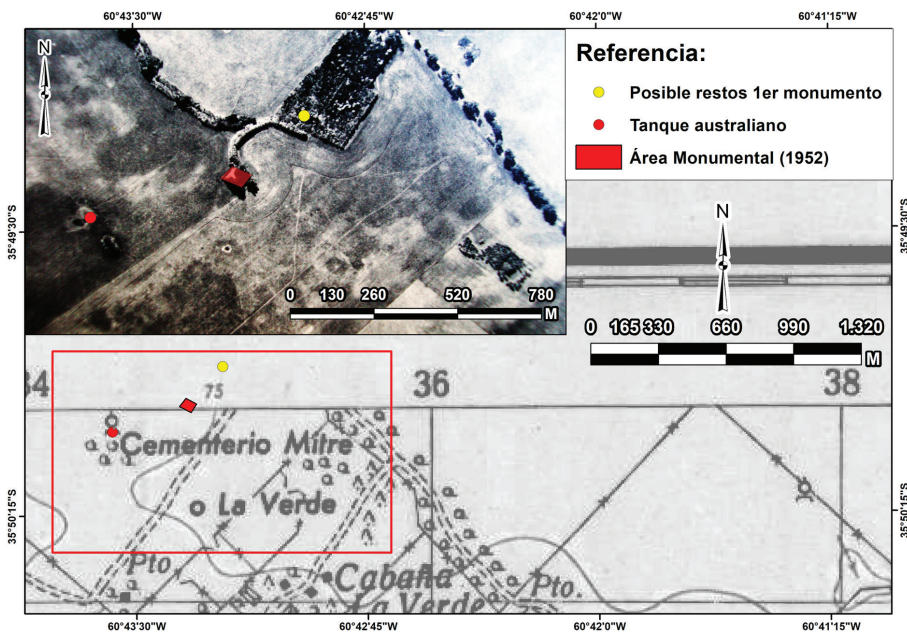 60°43'30"W 60°42'45"W 60°42'0"W 60°41'15"W
N
Referencia:
Posible restos 1er monumento
Tanque australiano
Área Monumental (1952)
35°49'30"S
35°49'30"S
N
0 130 260 520 780
M
0 165 330 660 990 1.320
M
34
75
36
38
Cementerio Mitre
La Verde
35°50'15"S
35°50'15"S
Pto
Cabaña
La Verde
Pto.
60°43'30"W 60°42'45"W 60°42'0"W 60°41'15"W